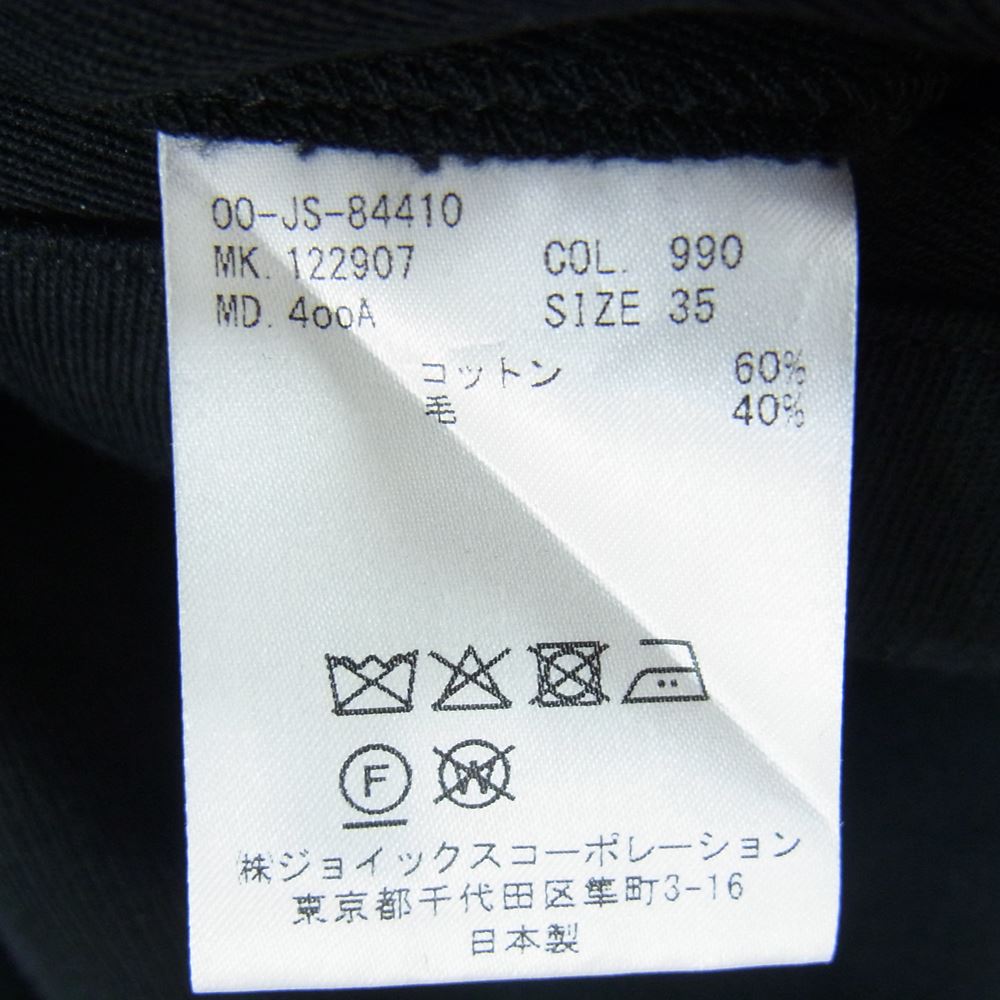 00-JS-84410
MK. 122907 COL. 990
MD. 4ooA SIZE 35
コットン 60%
毛 40%
F W
㈱ジョイックスコーポレーション
東京都千代田区隼町3-16
日本製